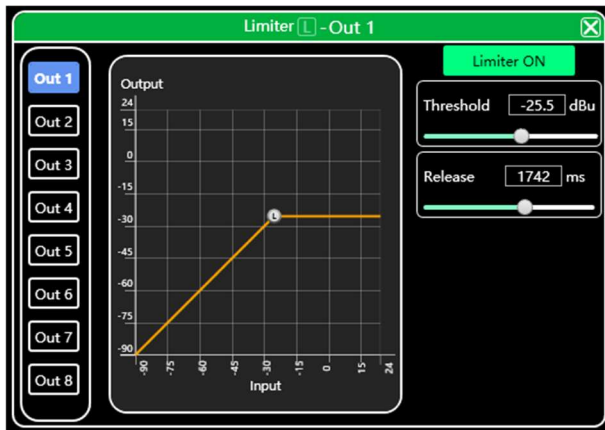 Limiter L - Out 1
Limiter ON
Out 1
Out 2
Out 3
Out 4
Out 5
Out 6
Out 7
Out 8
Output
24
15
0
-15
-30
-45
-60
-75
-90
L
-90
-75
-60
-45
-30
-15
0
15
24
Input
Threshold -25.5 dBu
Release 1742 ms